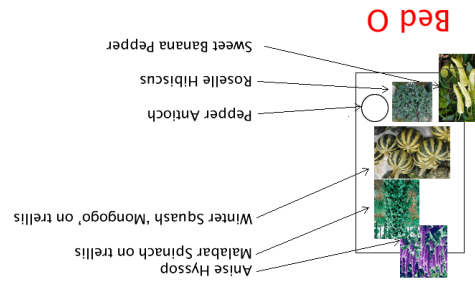 Anise Hyssop
Malabar Spinach on trellis
Winter Squash 'Mongogo' on trellis
Pepper Antioch
Roselle Hibiscus
Sweet Banana Pepper
Bed O